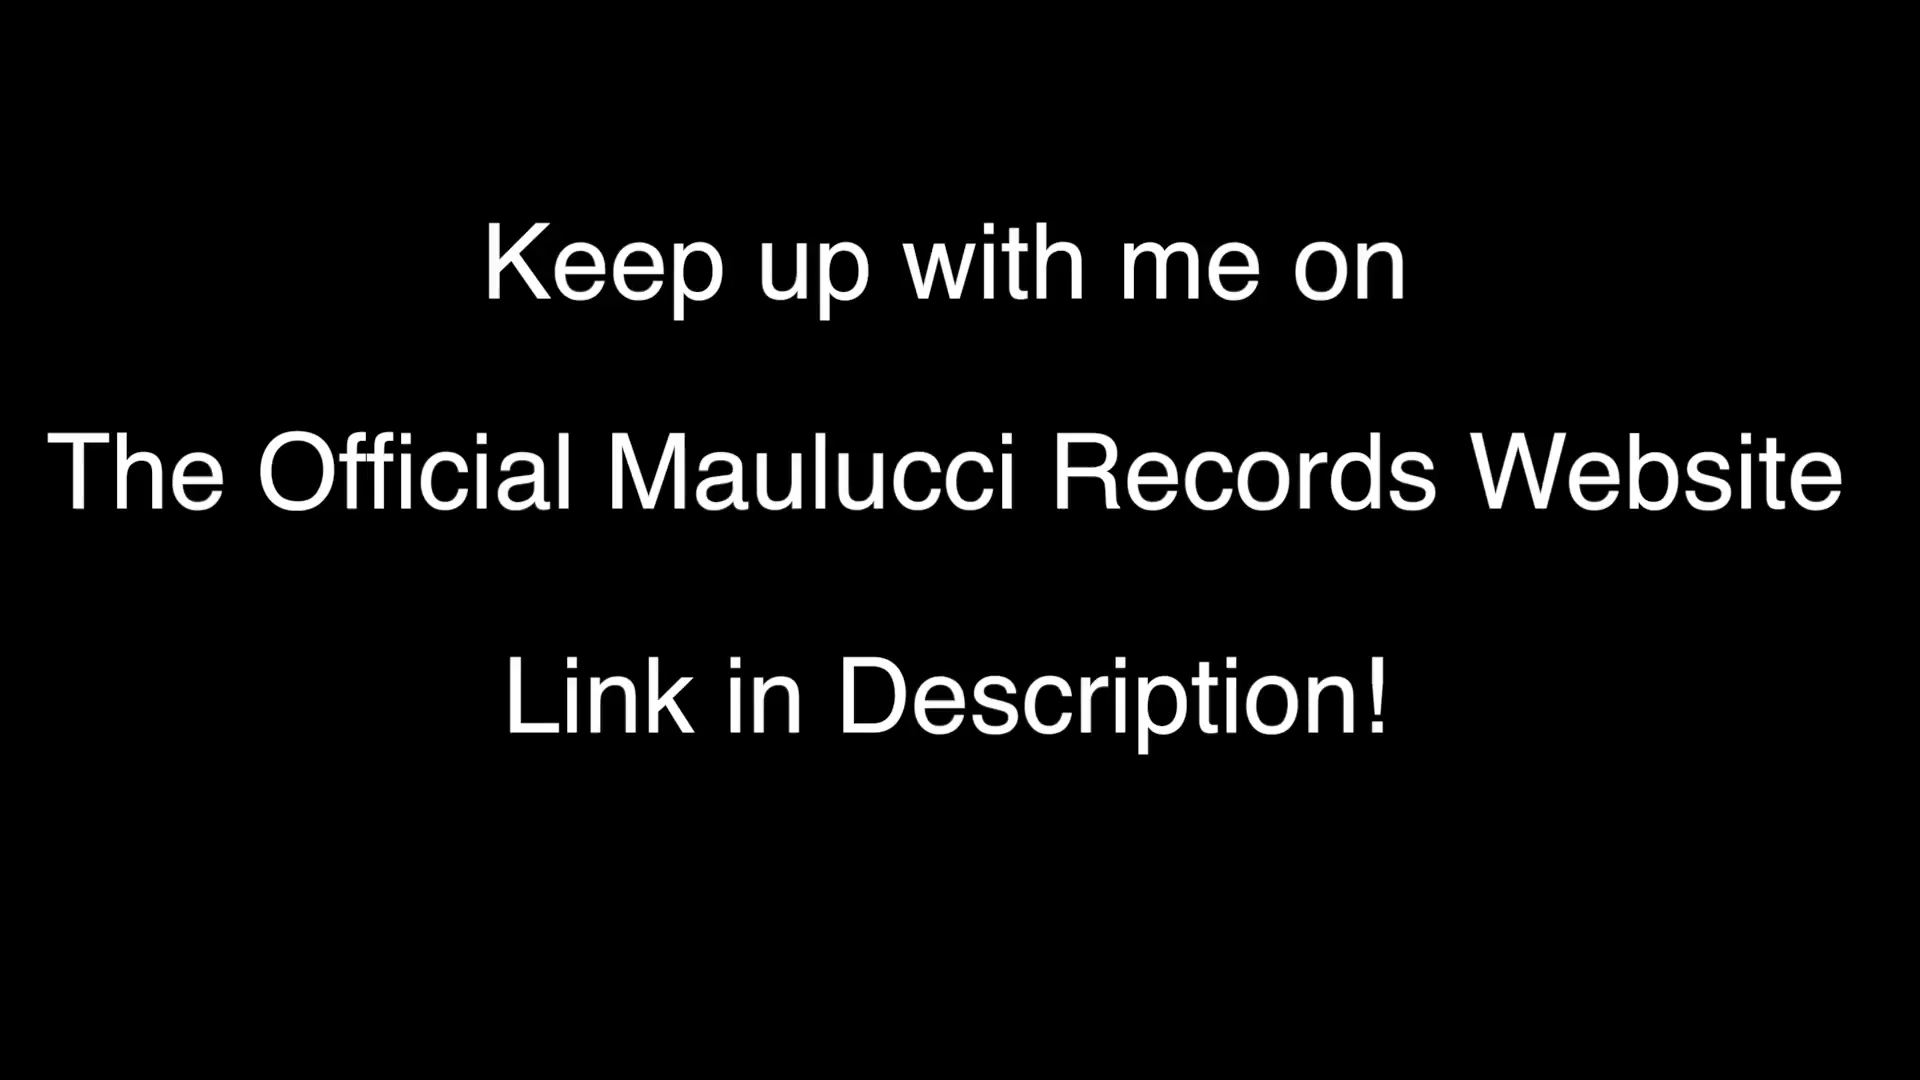 Keep up with me on
The Official Maulucci Records Website
Link in Description!